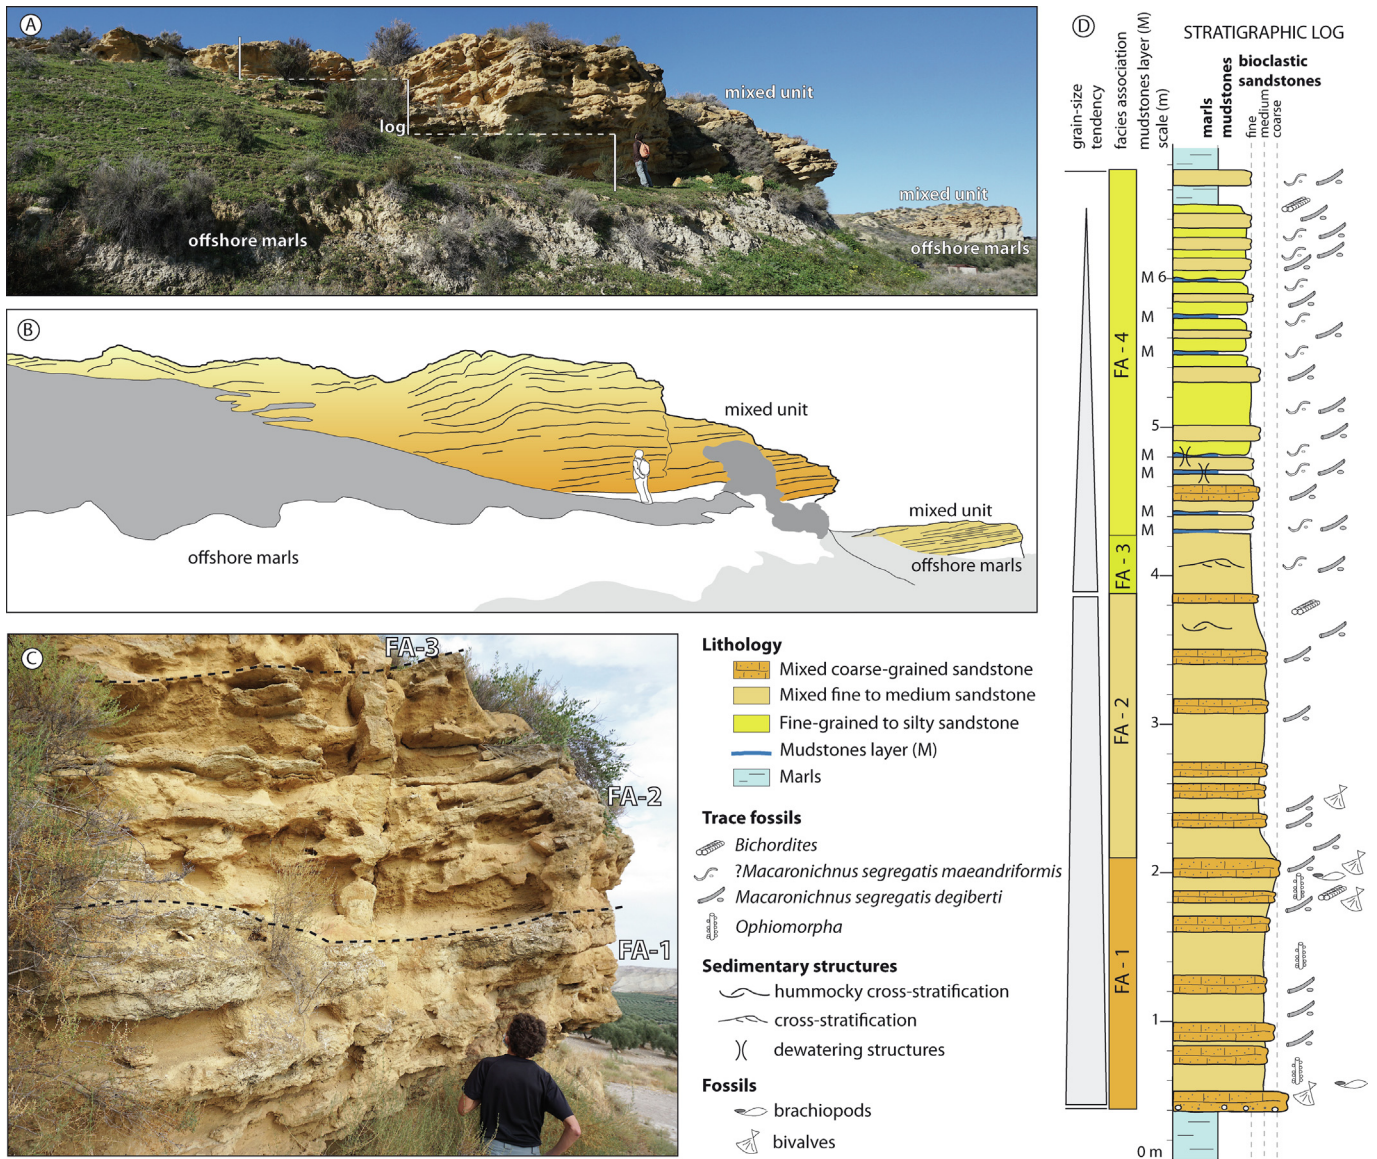 A
mixed unit
log
mixed unit
offshore marls
offshore marls
B
mixed unit
mixed unit
offshore marls
offshore marls
C
FA-3
FA-2
FA-1
Lithology
Mixed coarse-grained sandstone
Mixed fine to medium sandstone
Fine-grained to silty sandstone
Mudstones layer (M)
Marls
Trace fossils
Bichordites
?Macaronichnus segregatis maeandriformis
Macaronichnus segregatis degiberti
Ophiomorpha
Sedimentary structures
hummocky cross-stratification
cross-stratification
dewatering structures
Fossils
brachiopods
bivalves
D
STRATIGRAPHIC LOG
grain-size
tendency
facies association
mudstones layer (M)
scale (m)
marls
mudstones
bioclastic
sandstones
fine
medium
coarse
FA - 4
M 6
M
M
5
M
M
M
M
FA - 3
4
FA - 2
3
2
FA - 1
1
0 m